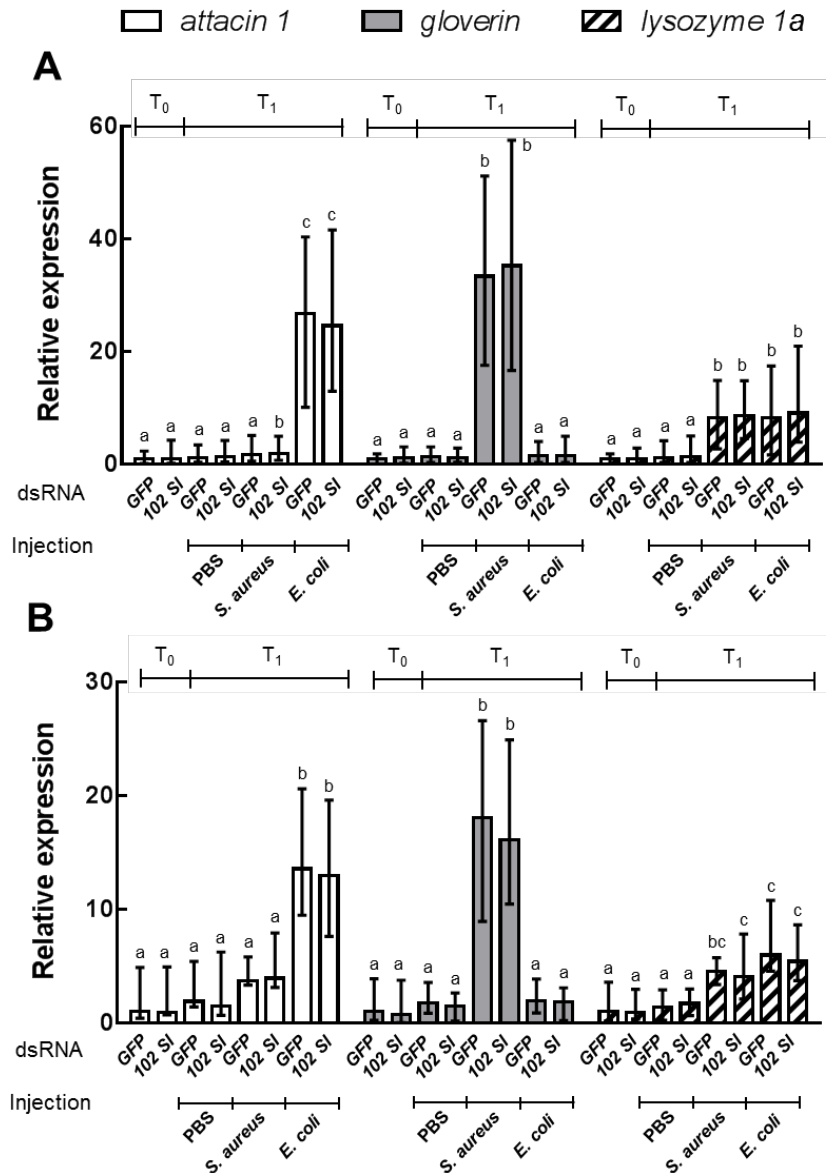 attacin 1 gloverin lysozyme 1a
A
T0 T1 T0 T1 T0 T1
60
40
20
0
Relative expression
c c b b b b b b
a a a a a b a a a a a a a a a a
dsRNA GFP 102 SI GFP 102 SI GFP 102 SI GFP 102 SI GFP 102 SI GFP 102 SI GFP 102 SI GFP 102 SI GFP 102 SI GFP 102 SI GFP 102 SI GFP 102 SI
Injection PBS S. aureus E. coli PBS S. aureus E. coli PBS S. aureus E. coli
B
T0 T1 T0 T1 T0 T1
30
20
10
0
Relative expression
b b b b bc c c c
a a a a a a a a a a a a a a a a
dsRNA GFP 102 SI GFP 102 SI GFP 102 SI GFP 102 SI GFP 102 SI GFP 102 SI GFP 102 SI GFP 102 SI GFP 102 SI GFP 102 SI GFP 102 SI GFP 102 SI
Injection PBS S. aureus E. coli PBS S. aureus E. coli PBS S. aureus E. coli